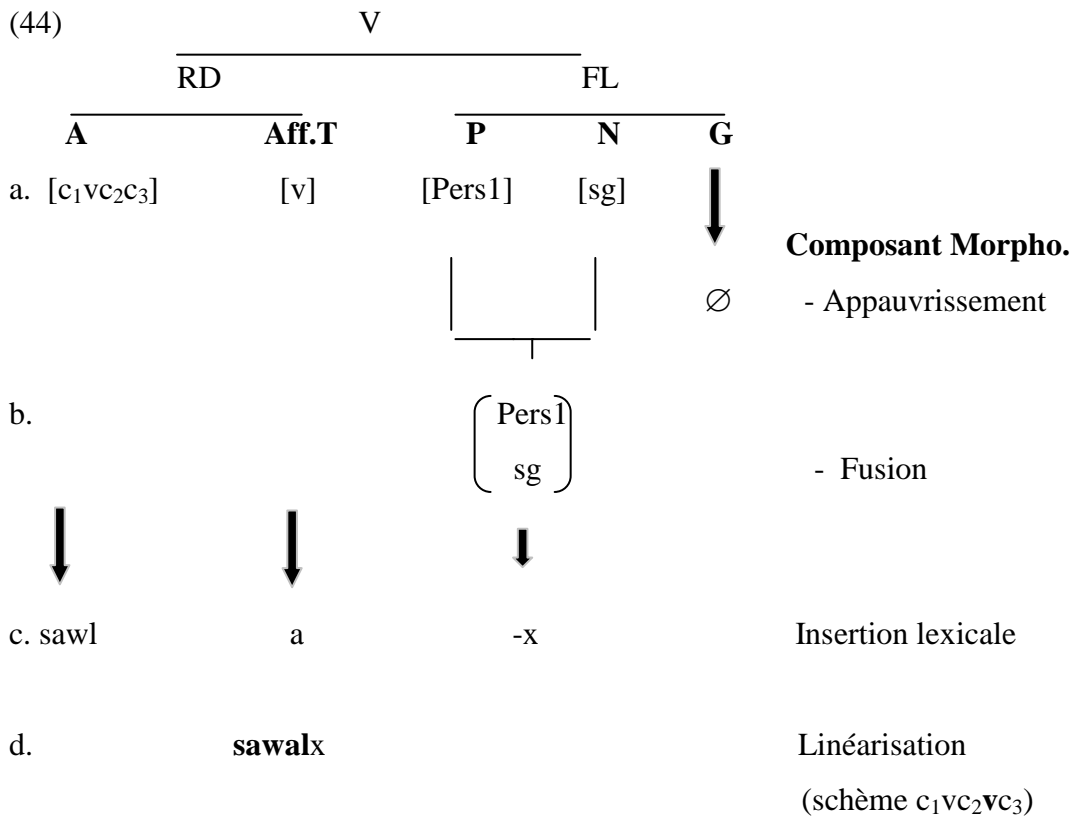 (44) V
RD FL
A Aff.T P N G
a. [c₁vc₂c₃] [v] [Pers1] [sg]
Composant Morpho.
∅ - Appauvrissement
b. Pers1
sg - Fusion
c. sawl a -x Insertion lexicale
d. sawalx Linéarisation
(schème c₁vc₂vc₃)